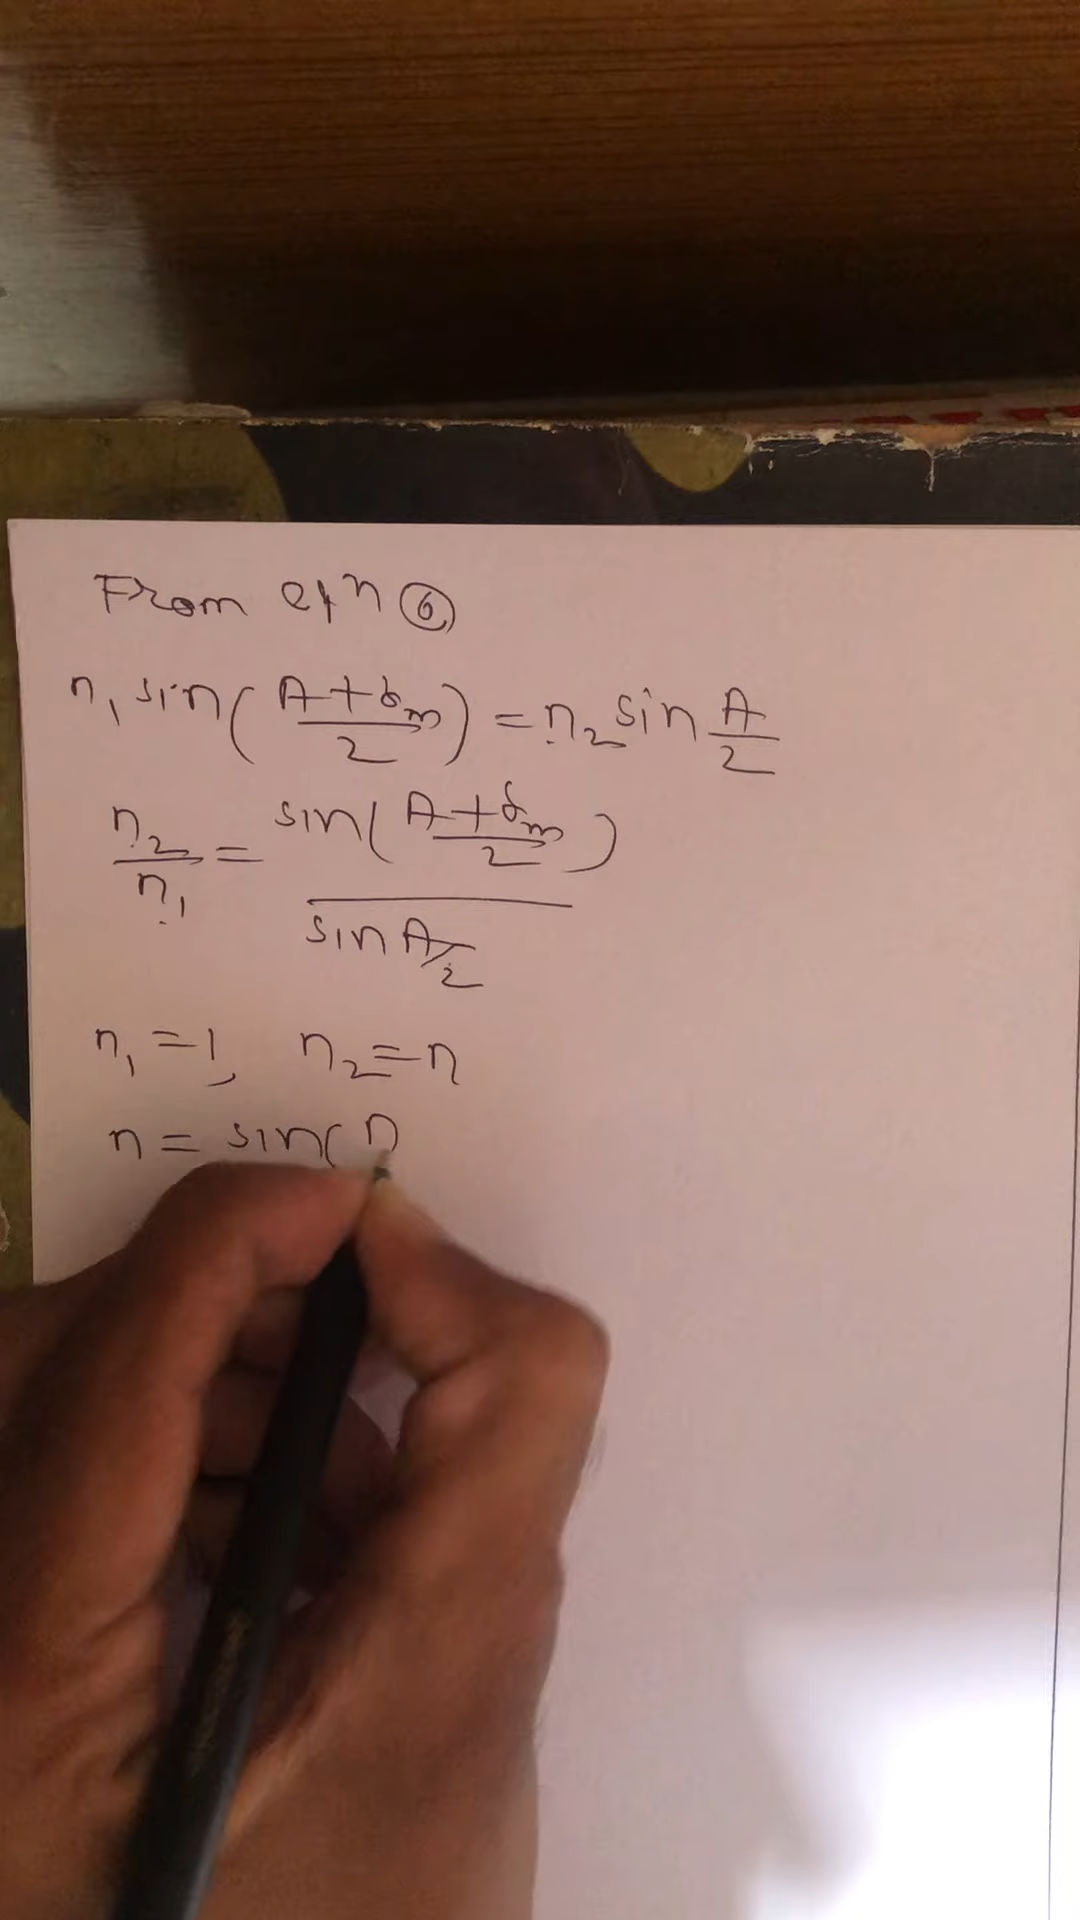 From eqn ⑥
n₁ sin(A+δm/2) = n₂ sin A/2
n₂/n₁ = sin(A+δm/2)/sin A/2
n₁ = 1, n₂ = n
n = sin(